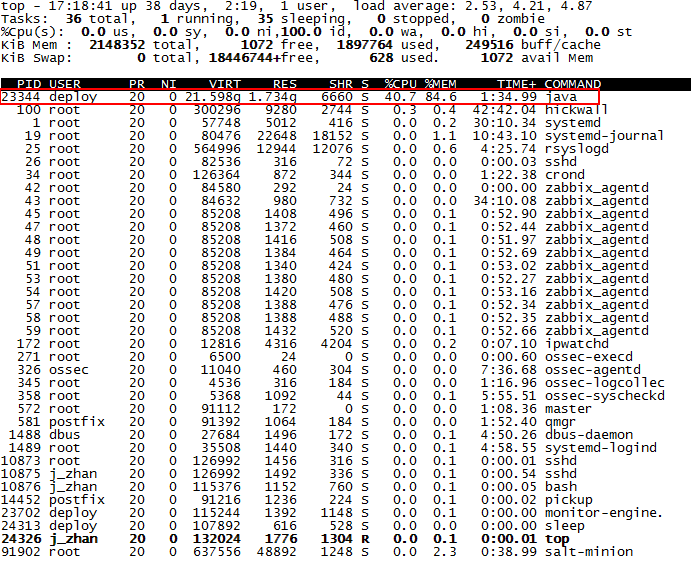 top - 17:18:41 up 38 days,  2:19,  1 user,  load average: 2.53, 4.21, 4.87
Tasks:  36 total,   1 running,  35 sleeping,   0 stopped,   0 zombie
%Cpu(s):  0.0 us,  0.0 sy,  0.0 ni,100.0 id,  0.0 wa,  0.0 hi,  0.0 si,  0.0 st
KiB Mem :  2148352 total,     1072 free,  1897764 used,   249516 buff/cache
KiB Swap:        0 total, 18446744+free,      628 used.     1072 avail Mem
PID USER      PR  NI    VIRT    RES    SHR S  %CPU %MEM     TIME+ COMMAND
23344 deploy    20   0 21.598g 1.734g   6660 S  40.7 84.6   1:34.99 java
100 root      20   0  300296   9280   2744 S   0.3  0.4  42:42.04 hickwall
1 root      20   0   57748   5012    416 S   0.0  0.2  30:10.34 systemd
19 root      20   0   80476  22648  18152 S   0.0  1.1  10:43.10 systemd-journal
25 root      20   0  564996  12944  12076 S   0.0  0.6   4:25.74 rsyslogd
26 root      20   0   82536    316     72 S   0.0  0.0   0:00.03 sshd
34 root      20   0  126364    872    344 S   0.0  0.0   1:22.38 crond
42 root      20   0   84580    292     24 S   0.0  0.0   0:00.00 zabbix_agentd
43 root      20   0   84632    980    732 S   0.0  0.0  34:10.08 zabbix_agentd
45 root      20   0   85208   1408    496 S   0.0  0.1   0:52.90 zabbix_agentd
47 root      20   0   85208   1372    460 S   0.0  0.1   0:52.44 zabbix_agentd
48 root      20   0   85208   1416    508 S   0.0  0.1   0:51.97 zabbix_agentd
49 root      20   0   85208   1384    464 S   0.0  0.1   0:52.69 zabbix_agentd
51 root      20   0   85208   1340    424 S   0.0  0.1   0:53.02 zabbix_agentd
53 root      20   0   85208   1380    480 S   0.0  0.1   0:52.27 zabbix_agentd
54 root      20   0   85208   1420    508 S   0.0  0.1   0:53.16 zabbix_agentd
57 root      20   0   85208   1388    476 S   0.0  0.1   0:52.34 zabbix_agentd
58 root      20   0   85208   1388    488 S   0.0  0.1   0:52.35 zabbix_agentd
59 root      20   0   85208   1432    520 S   0.0  0.1   0:52.66 zabbix_agentd
172 root      20   0   12816   4316   4204 S   0.0  0.2   0:07.10 ipwatchd
271 root      20   0    6500     24      0 S   0.0  0.0   0:00.60 ossec-execd
326 ossec     20   0   11040    460    304 S   0.0  0.0   7:36.68 ossec-agentd
345 root      20   0    4536    316    184 S   0.0  0.0   1:16.96 ossec-logcollec
358 root      20   0    5368   1092     44 S   0.0  0.1   5:55.51 ossec-syscheckd
572 root      20   0   91112    172      0 S   0.0  0.0   1:08.36 master
581 postfix   20   0   91392   1064    184 S   0.0  0.0   1:52.40 qmgr
1488 dbus      20   0   27684   1496    172 S   0.0  0.1   4:50.26 dbus-daemon
1489 root      20   0   35508   1440    340 S   0.0  0.1   4:58.55 systemd-logind
10873 root      20   0  126992   1456    316 S   0.0  0.1   0:00.01 sshd
10875 j_zhan    20   0  126992   1492    336 S   0.0  0.1   0:00.54 sshd
10876 j_zhan    20   0  115376   1152    760 S   0.0  0.1   0:00.05 bash
14452 postfix   20   0   91216   1236    224 S   0.0  0.1   0:00.02 pickup
23702 deploy    20   0  115244   1392   1148 S   0.0  0.1   0:00.00 monitor-engine.
24313 deploy    20   0  107892    616    528 S   0.0  0.0   0:00.00 sleep
24326 j_zhan    20   0  132024   1776   1304 R   0.0  0.1   0:00.01 top
91902 root      20   0  637556  48892   1248 S   0.0  2.3   0:38.99 salt-minion